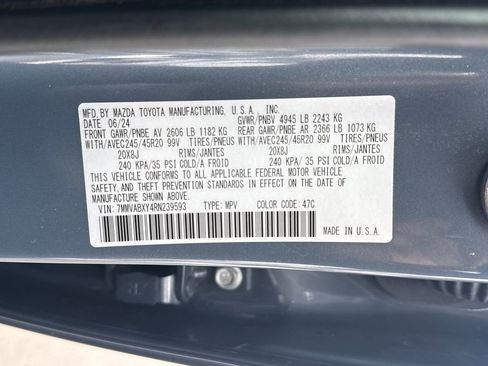 MFD. BY MAZDA TOYOTA MANUFACTURING, U.S.A., INC.
DATE 06/24 GVWR/PNBV 4945 LB 2243 KG
FRONT GAWR/PNBE AV 2606 LB 1182 KG REAR GAWR/PNBE AR 2366 LB 1073 KG
WITH/AVEC245/45R20 99V TIRES/PNEUS WITH/AVEC245/45R20 99V TIRES/PNEUS
20X8J RIMS/JANTES 20X8J RIMS/JANTES
240 KPA/35 PSI COLD/A FROID 240 KPA/35 PSI COLD/A FROID
THIS VEHICLE CONFORMS TO ALL APPLICABLE FEDERAL MOTOR VEHICLE
SAFETY, AND THEFT PREVENTION STANDARDS IN EFFECT ON THE DATE OF
MANUFACTURE SHOWN ABOVE.
VIN: 7MMVABXY4RN239593 TYPE: MPV COLOR CODE: 47C
MADE IN U.S.A.